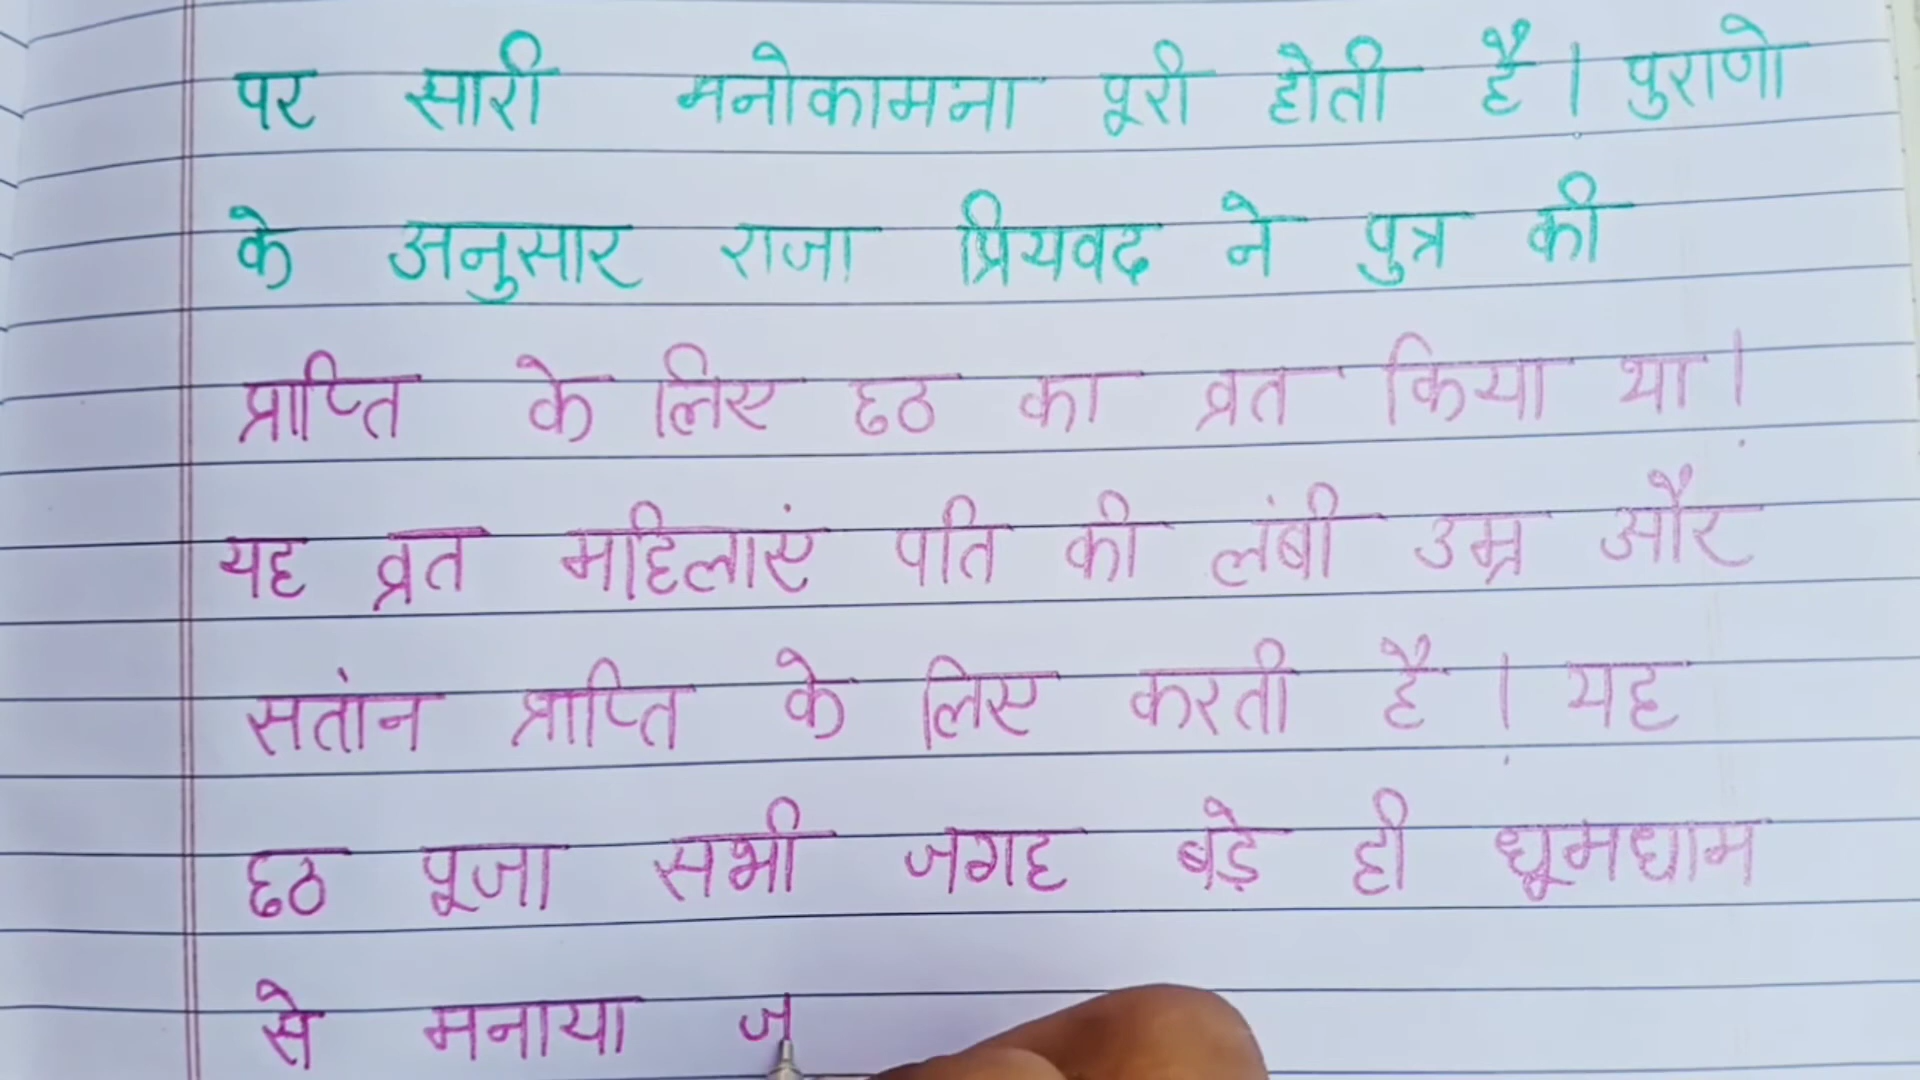 पर सारी मनोकामना पूरी होती है। पुराणो
के अनुसार राजा प्रियवद ने पुत्र की
प्राप्ति के लिए छठ का व्रत किया था।
यह व्रत महिलाएं पति की लंबी उम्र और
सतांन प्राप्ति के लिए करती है। यह
छठ पूजा सभी जगह बड़े ही धूमधाम
से मनाया ज